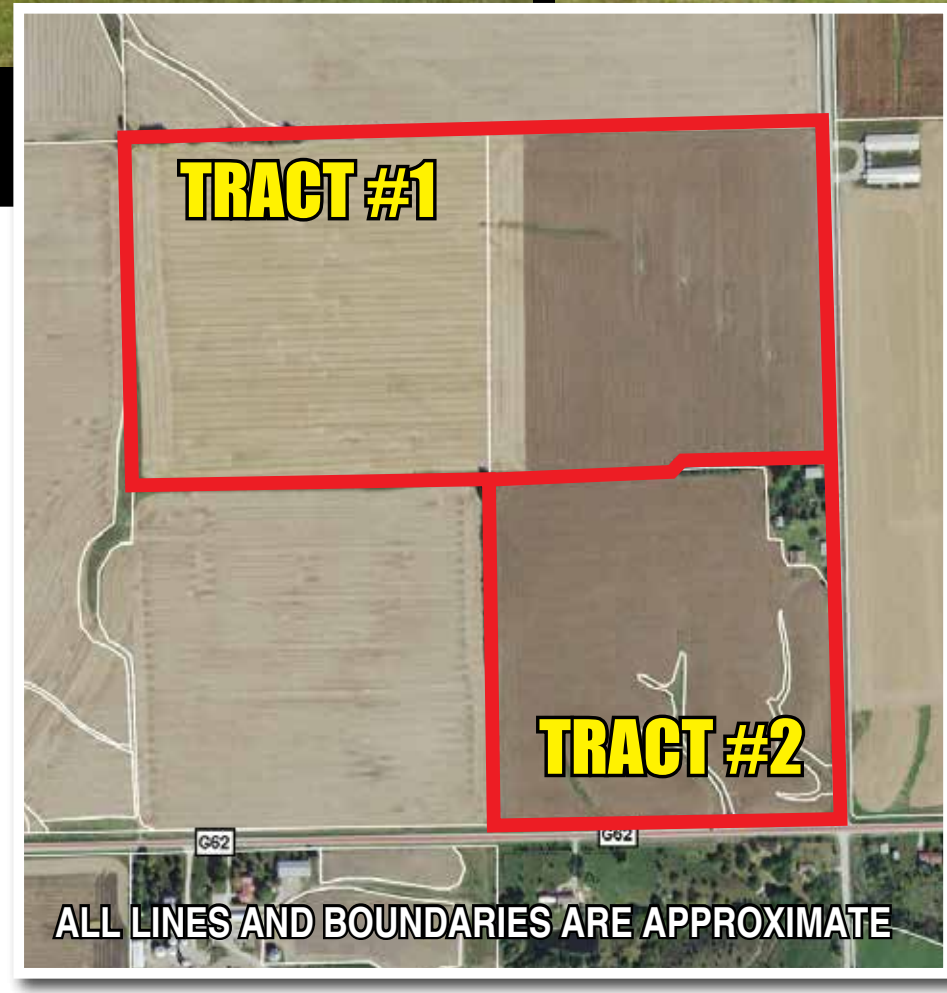 TRACT #1
TRACT #2
G62
G62
ALL LINES AND BOUNDARIES ARE APPROXIMATE